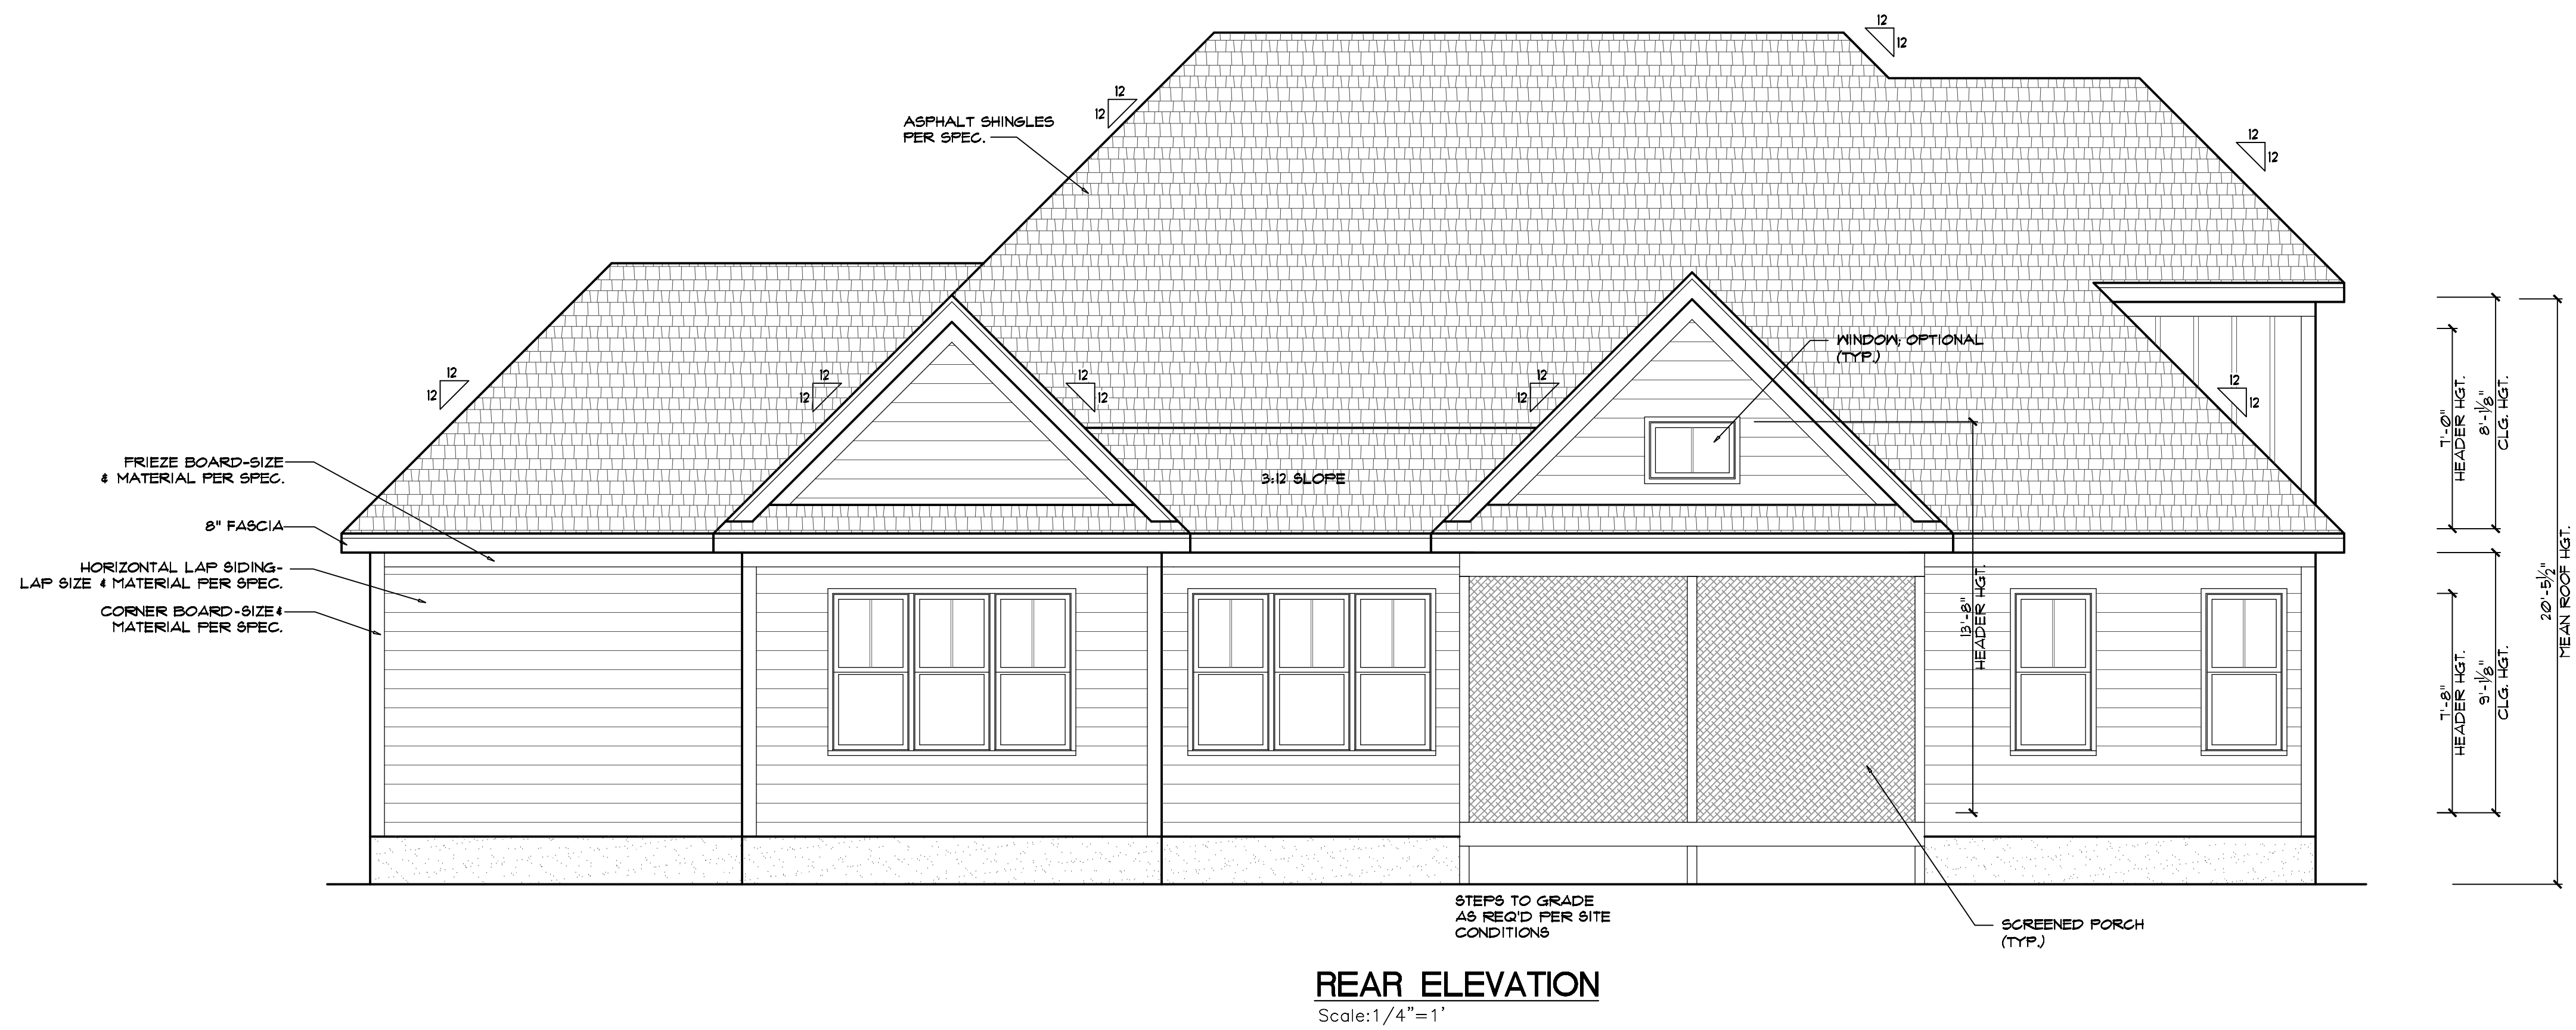 12
12
12
12
ASPHALT SHINGLES
PER SPEC.
12
12
WINDOW; OPTIONAL
(TYP.)
12
12
12
12
12
12
12
12
12
12
7'-0"
HEADER HGT.
8'-1⅛"
CLG. HGT.
FRIEZE BOARD-SIZE
& MATERIAL PER SPEC.
3:12 SLOPE
8" FASCIA
HORIZONTAL LAP SIDING-
LAP SIZE & MATERIAL PER SPEC.
CORNER BOARD-SIZE&
MATERIAL PER SPEC.
13'-8"
HEADER HGT.
7'-8"
HEADER HGT.
9'-1⅛"
CLG. HGT.
20'-5½"
MEAN ROOF HGT.
STEPS TO GRADE
AS REQ'D PER SITE
CONDITIONS
SCREENED PORCH
(TYP.)
REAR ELEVATION
Scale:1/4"=1'